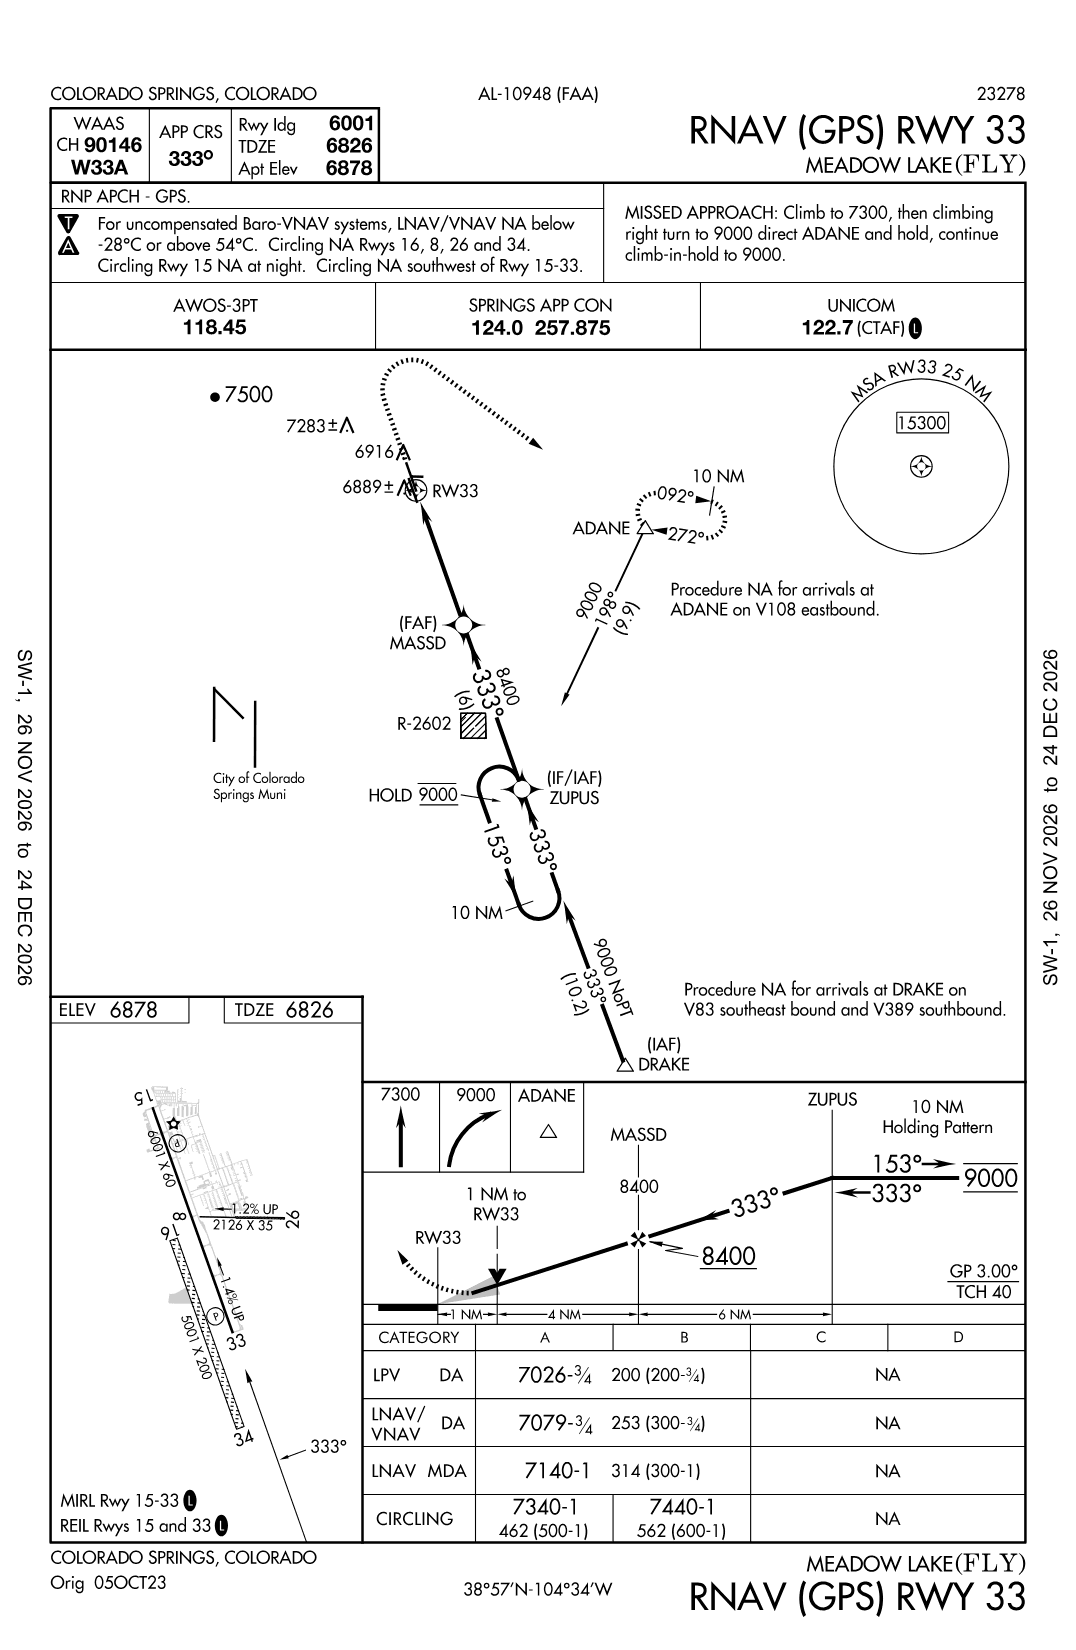 COLORADO SPRINGS, COLORADO
AL-10948 (FAA)
23278
WAAS
CH 90146
W33A
APP CRS
333°
Rwy Idg 6001
TDZE 6826
Apt Elev 6878
RNAV (GPS) RWY 33
MEADOW LAKE(FLY)
RNP APCH - GPS.
T
A
For uncompensated Baro-VNAV systems, LNAV/VNAV NA below
-28°C or above 54°C. Circling NA Rwys 16, 8, 26 and 34.
Circling Rwy 15 NA at night. Circling NA southwest of Rwy 15-33.
MISSED APPROACH: Climb to 7300, then climbing
right turn to 9000 direct ADANE and hold, continue
climb-in-hold to 9000.
AWOS-3PT
118.45
SPRINGS APP CON
124.0 257.875
UNICOM
122.7 (CTAF) L
7500
7283±
6916
6889±
RW33
MSA RW33 25 NM
15300
10 NM
092°
272°
ADANE
9000
198°
(9.9)
Procedure NA for arrivals at
ADANE on V108 eastbound.
(FAF)
MASSD
8400
333°
(6)
R-2602
City of Colorado
Springs Muni
(IF/IAF)
ZUPUS
HOLD 9000
153°
333°
10 NM
9000 NoPT
333°
(10.2)
Procedure NA for arrivals at DRAKE on
V83 southeast bound and V389 southbound.
(IAF)
DRAKE
SW-1, 26 NOV 2026 to 24 DEC 2026
SW-1, 26 NOV 2026 to 24 DEC 2026
ELEV 6878
TDZE 6826
15
6001 X 60
P
1.2% UP
2126 X 35
26
8
16
1.4% UP
P
5001 X 200
33
34
333°
MIRL Rwy 15-33 L
REIL Rwys 15 and 33 L
7300
9000
ADANE
MASSD
ZUPUS
10 NM
Holding Pattern
153°
333°
9000
8400
333°
8400
1 NM to
RW33
RW33
GP 3.00°
TCH 40
1 NM
4 NM
6 NM
CATEGORY A B C D
LPV DA 7026-¾ 200 (200-¾) NA
LNAV/
VNAV DA 7079-¾ 253 (300-¾) NA
LNAV MDA 7140-1 314 (300-1) NA
CIRCLING 7340-1 7440-1 NA
462 (500-1) 562 (600-1)
COLORADO SPRINGS, COLORADO
Orig 05OCT23
38°57'N-104°34'W
MEADOW LAKE(FLY)
RNAV (GPS) RWY 33